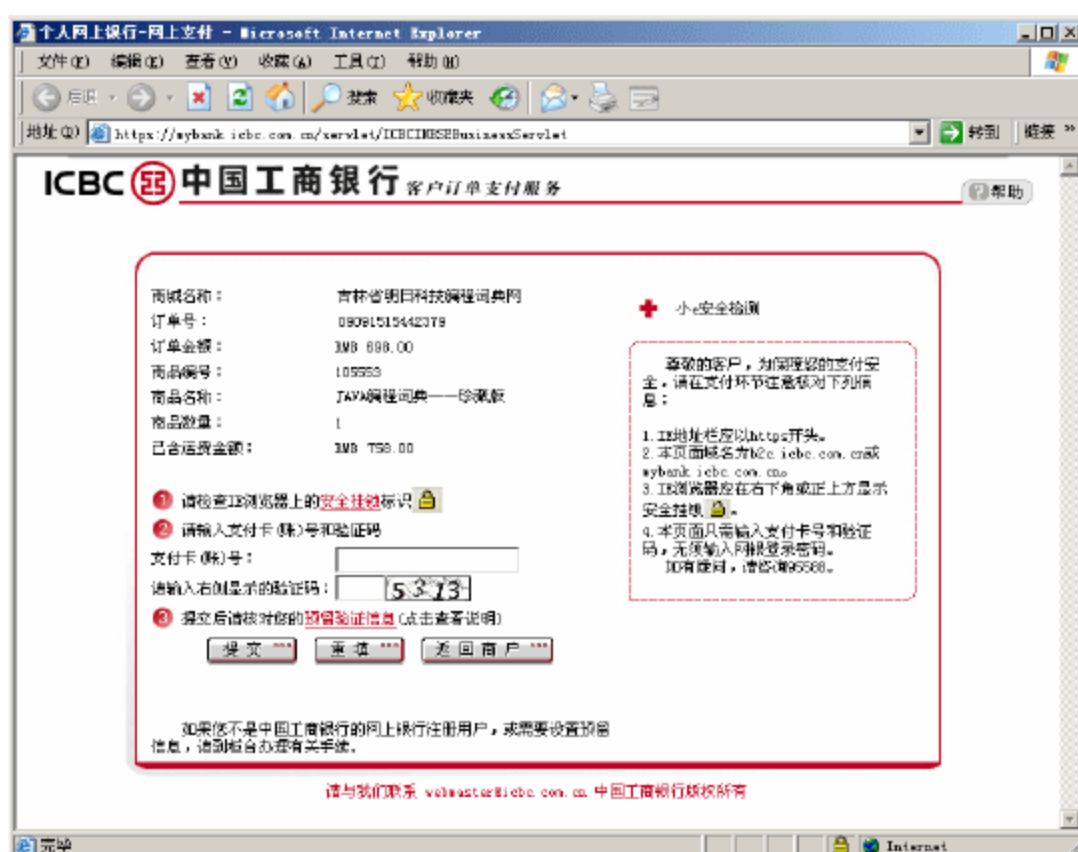 个人网上银行-网上支付 - Microsoft Internet Explorer
文件(F) 编辑(E) 查看(V) 收藏(A) 工具(T) 帮助(H)
后退 搜索 收藏夹
地址(D) https://mybank.icbc.com.cn/servlet/ICBCINBSEBusinessServlet 转到 链接 »
ICBC 中国工商银行 客户订单支付服务
帮助
商城名称： 吉林省明日科技编程词典网
订单号： 09091515442379
订单金额： RMB 698.00
商品编号： 105553
商品名称： JAVA编程词典——珍藏版
商品数量： 1
已含运费金额： RMB 758.00
1 请检查IE浏览器上的安全挂锁标识
2 请输入支付卡(账)号和验证码
支付卡(账)号：
请输入右侧显示的验证码： 5313
3 提交后请核对您的预留验证信息(点击查看说明)
提交 重填 返回商户
如果您不是中国工商银行的网上银行注册用户，或需要设置预留
信息，请到柜台办理有关手续。
小e安全检测
尊敬的客户，为保障您的支付安
全，请在支付环节注意核对下列信
息：
1.IE地址栏应以https开头。
2.本页面域名为b2c.icbc.com.cn或
mybank.icbc.com.cn。
3.IE浏览器应在右下角或正上方显示
安全挂锁 。
4.本页面只需输入支付卡号和验证
码，无须输入网银登录密码。
如有疑问，请咨询95588。
请与我们联系 webmaster@icbc.com.cn 中国工商银行版权所有
完毕 Internet